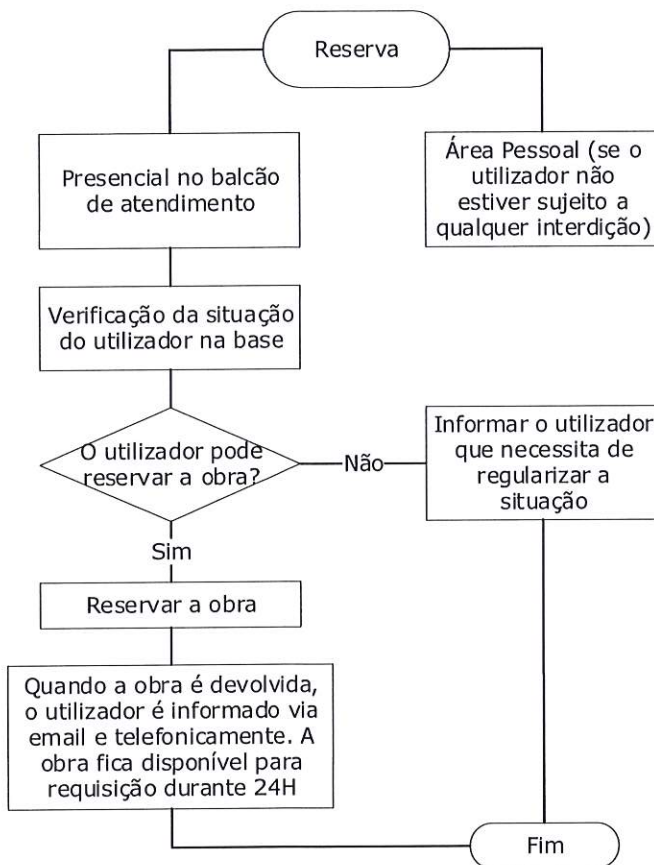 Reserva
Presencial no balcão
de atendimento
Área Pessoal (se o
utilizador não
estiver sujeito a
qualquer interdição)
Verificação da situação
do utilizador na base
O utilizador pode
reservar a obra?
Não
Informar o utilizador
que necessita de
regularizar a
situação
Sim
Reservar a obra
Quando a obra é devolvida,
o utilizador é informado via
email e telefonicamente. A
obra fica disponível para
requisição durante 24H
Fim